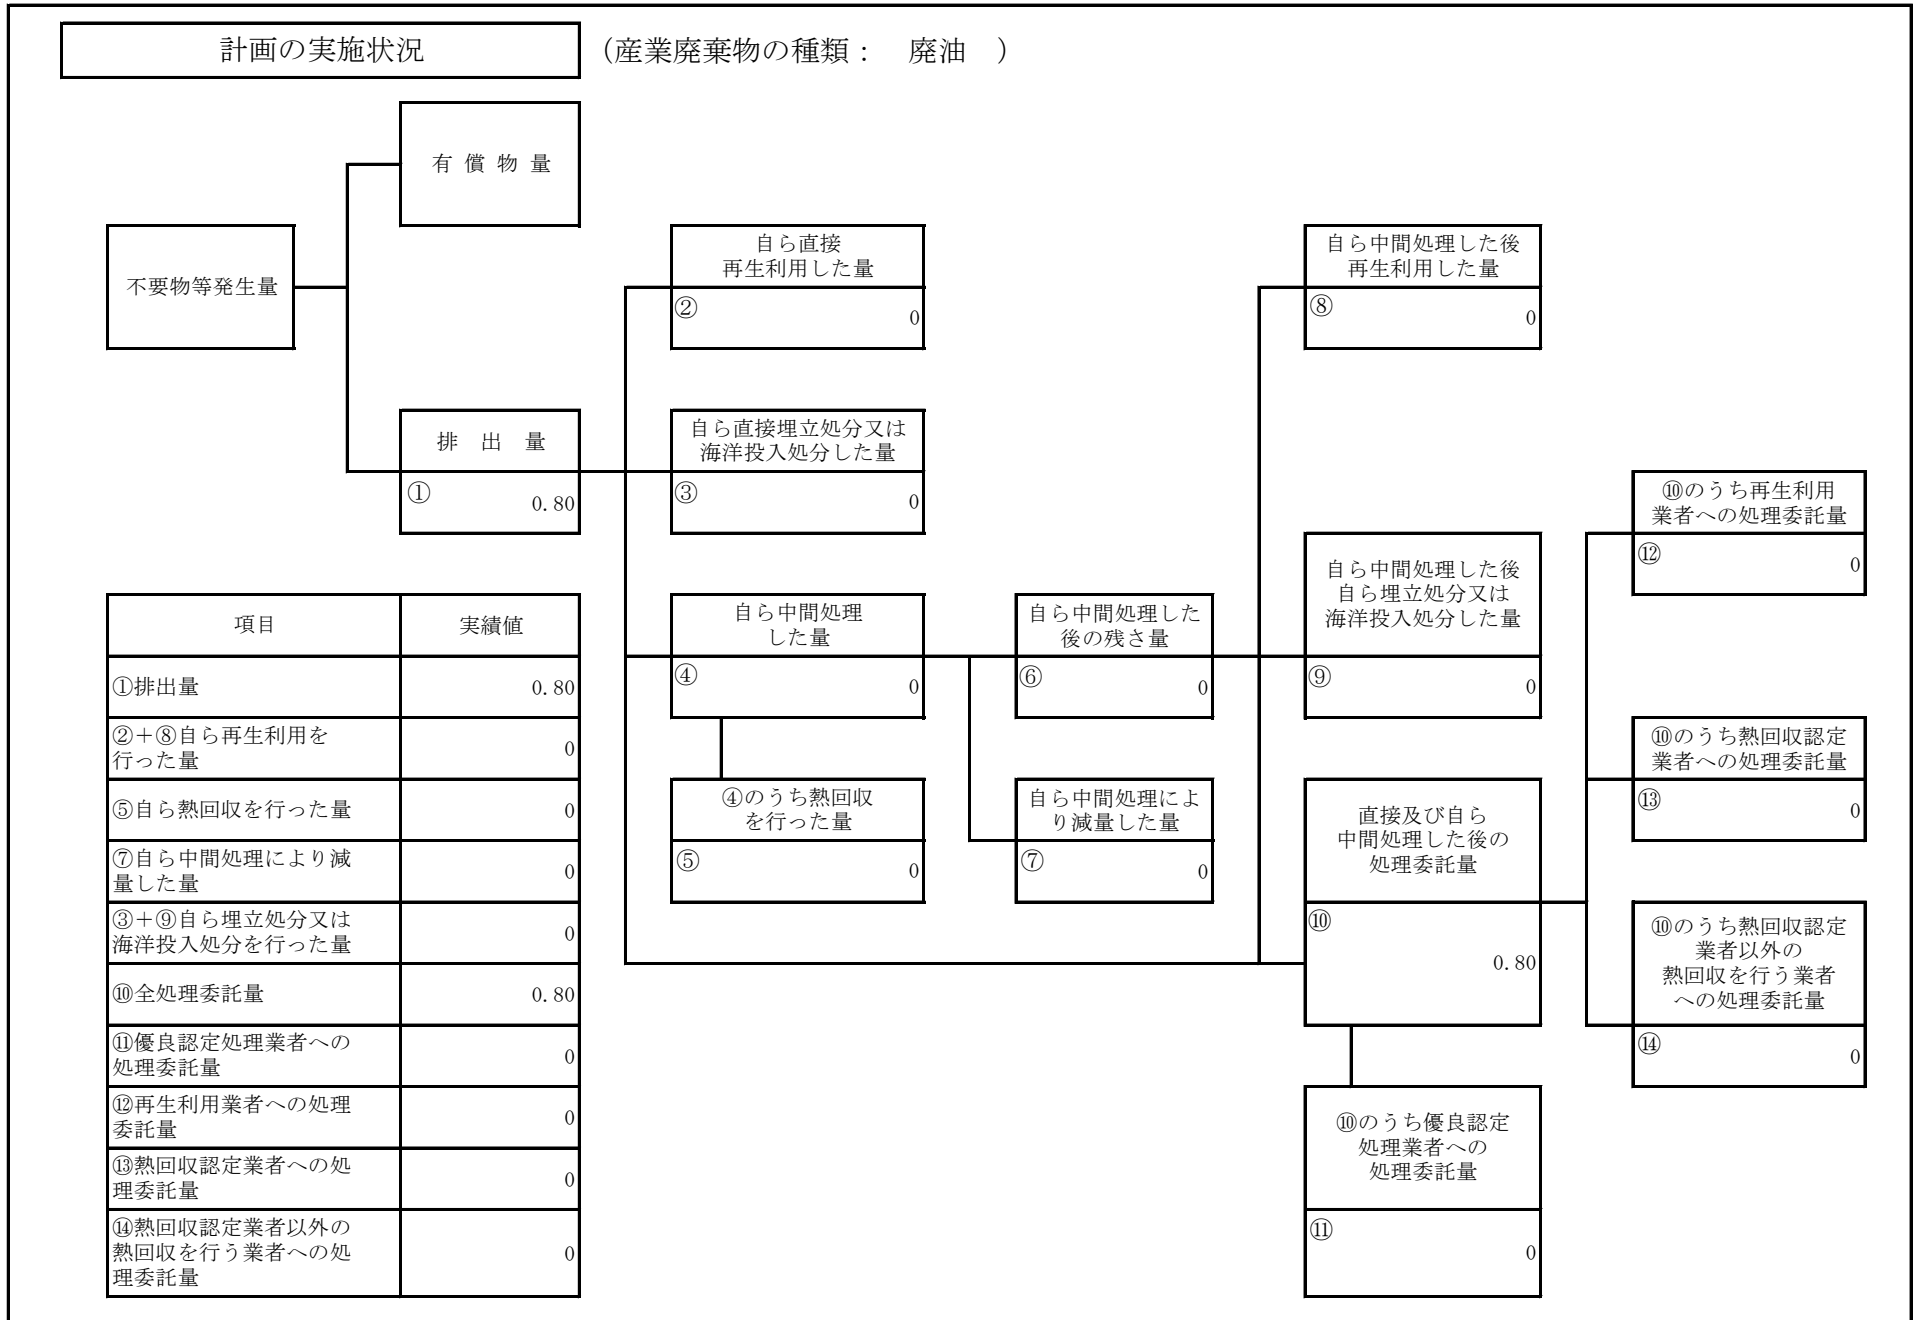 計画の実施状況
（産業廃棄物の種類：　廃油　）
有 償 物 量
不要物等発生量
自ら直接
再生利用した量
②
0
自ら中間処理した後
再生利用した量
⑧
0
排 出 量
①
0.80
自ら直接埋立処分又は
海洋投入処分した量
③
0
⑩のうち再生利用
業者への処理委託量
⑫
0
自ら中間処理した後
自ら埋立処分又は
海洋投入処分した量
⑨
0
自ら中間処理
した量
④
0
自ら中間処理した
後の残さ量
⑥
0
④のうち熱回収
を行った量
⑤
0
自ら中間処理によ
り減量した量
⑦
0
直接及び自ら
中間処理した後の
処理委託量
⑩
0.80
⑩のうち熱回収認定
業者への処理委託量
⑬
0
⑩のうち熱回収認定
業者以外の
熱回収を行う業者
への処理委託量
⑭
0
⑩のうち優良認定
処理業者への
処理委託量
⑪
0
項目 実績値
①排出量 0.80
②＋⑧自ら再生利用を
行った量 0
⑤自ら熱回収を行った量 0
⑦自ら中間処理により減
量した量 0
③＋⑨自ら埋立処分又は
海洋投入処分を行った量 0
⑩全処理委託量 0.80
⑪優良認定処理業者への
処理委託量 0
⑫再生利用業者への処理
委託量 0
⑬熱回収認定業者への処
理委託量 0
⑭熱回収認定業者以外の
熱回収を行う業者への処
理委託量 0